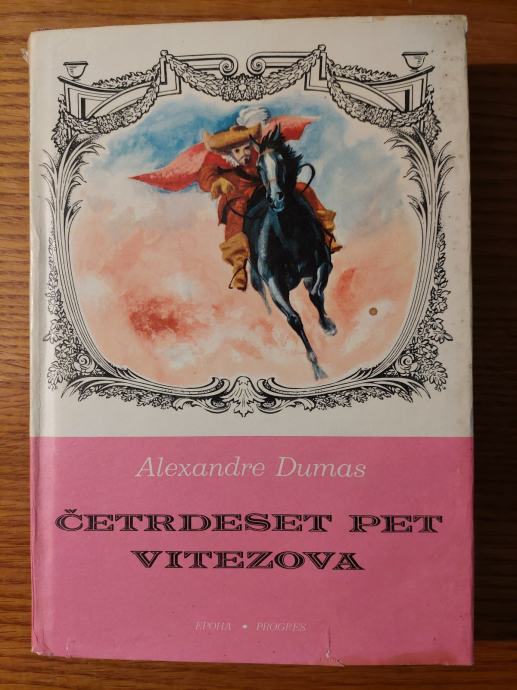 Alexandre Dumas
ČETRDESET PET
VITEZOVA
EPOHA • PROGRES